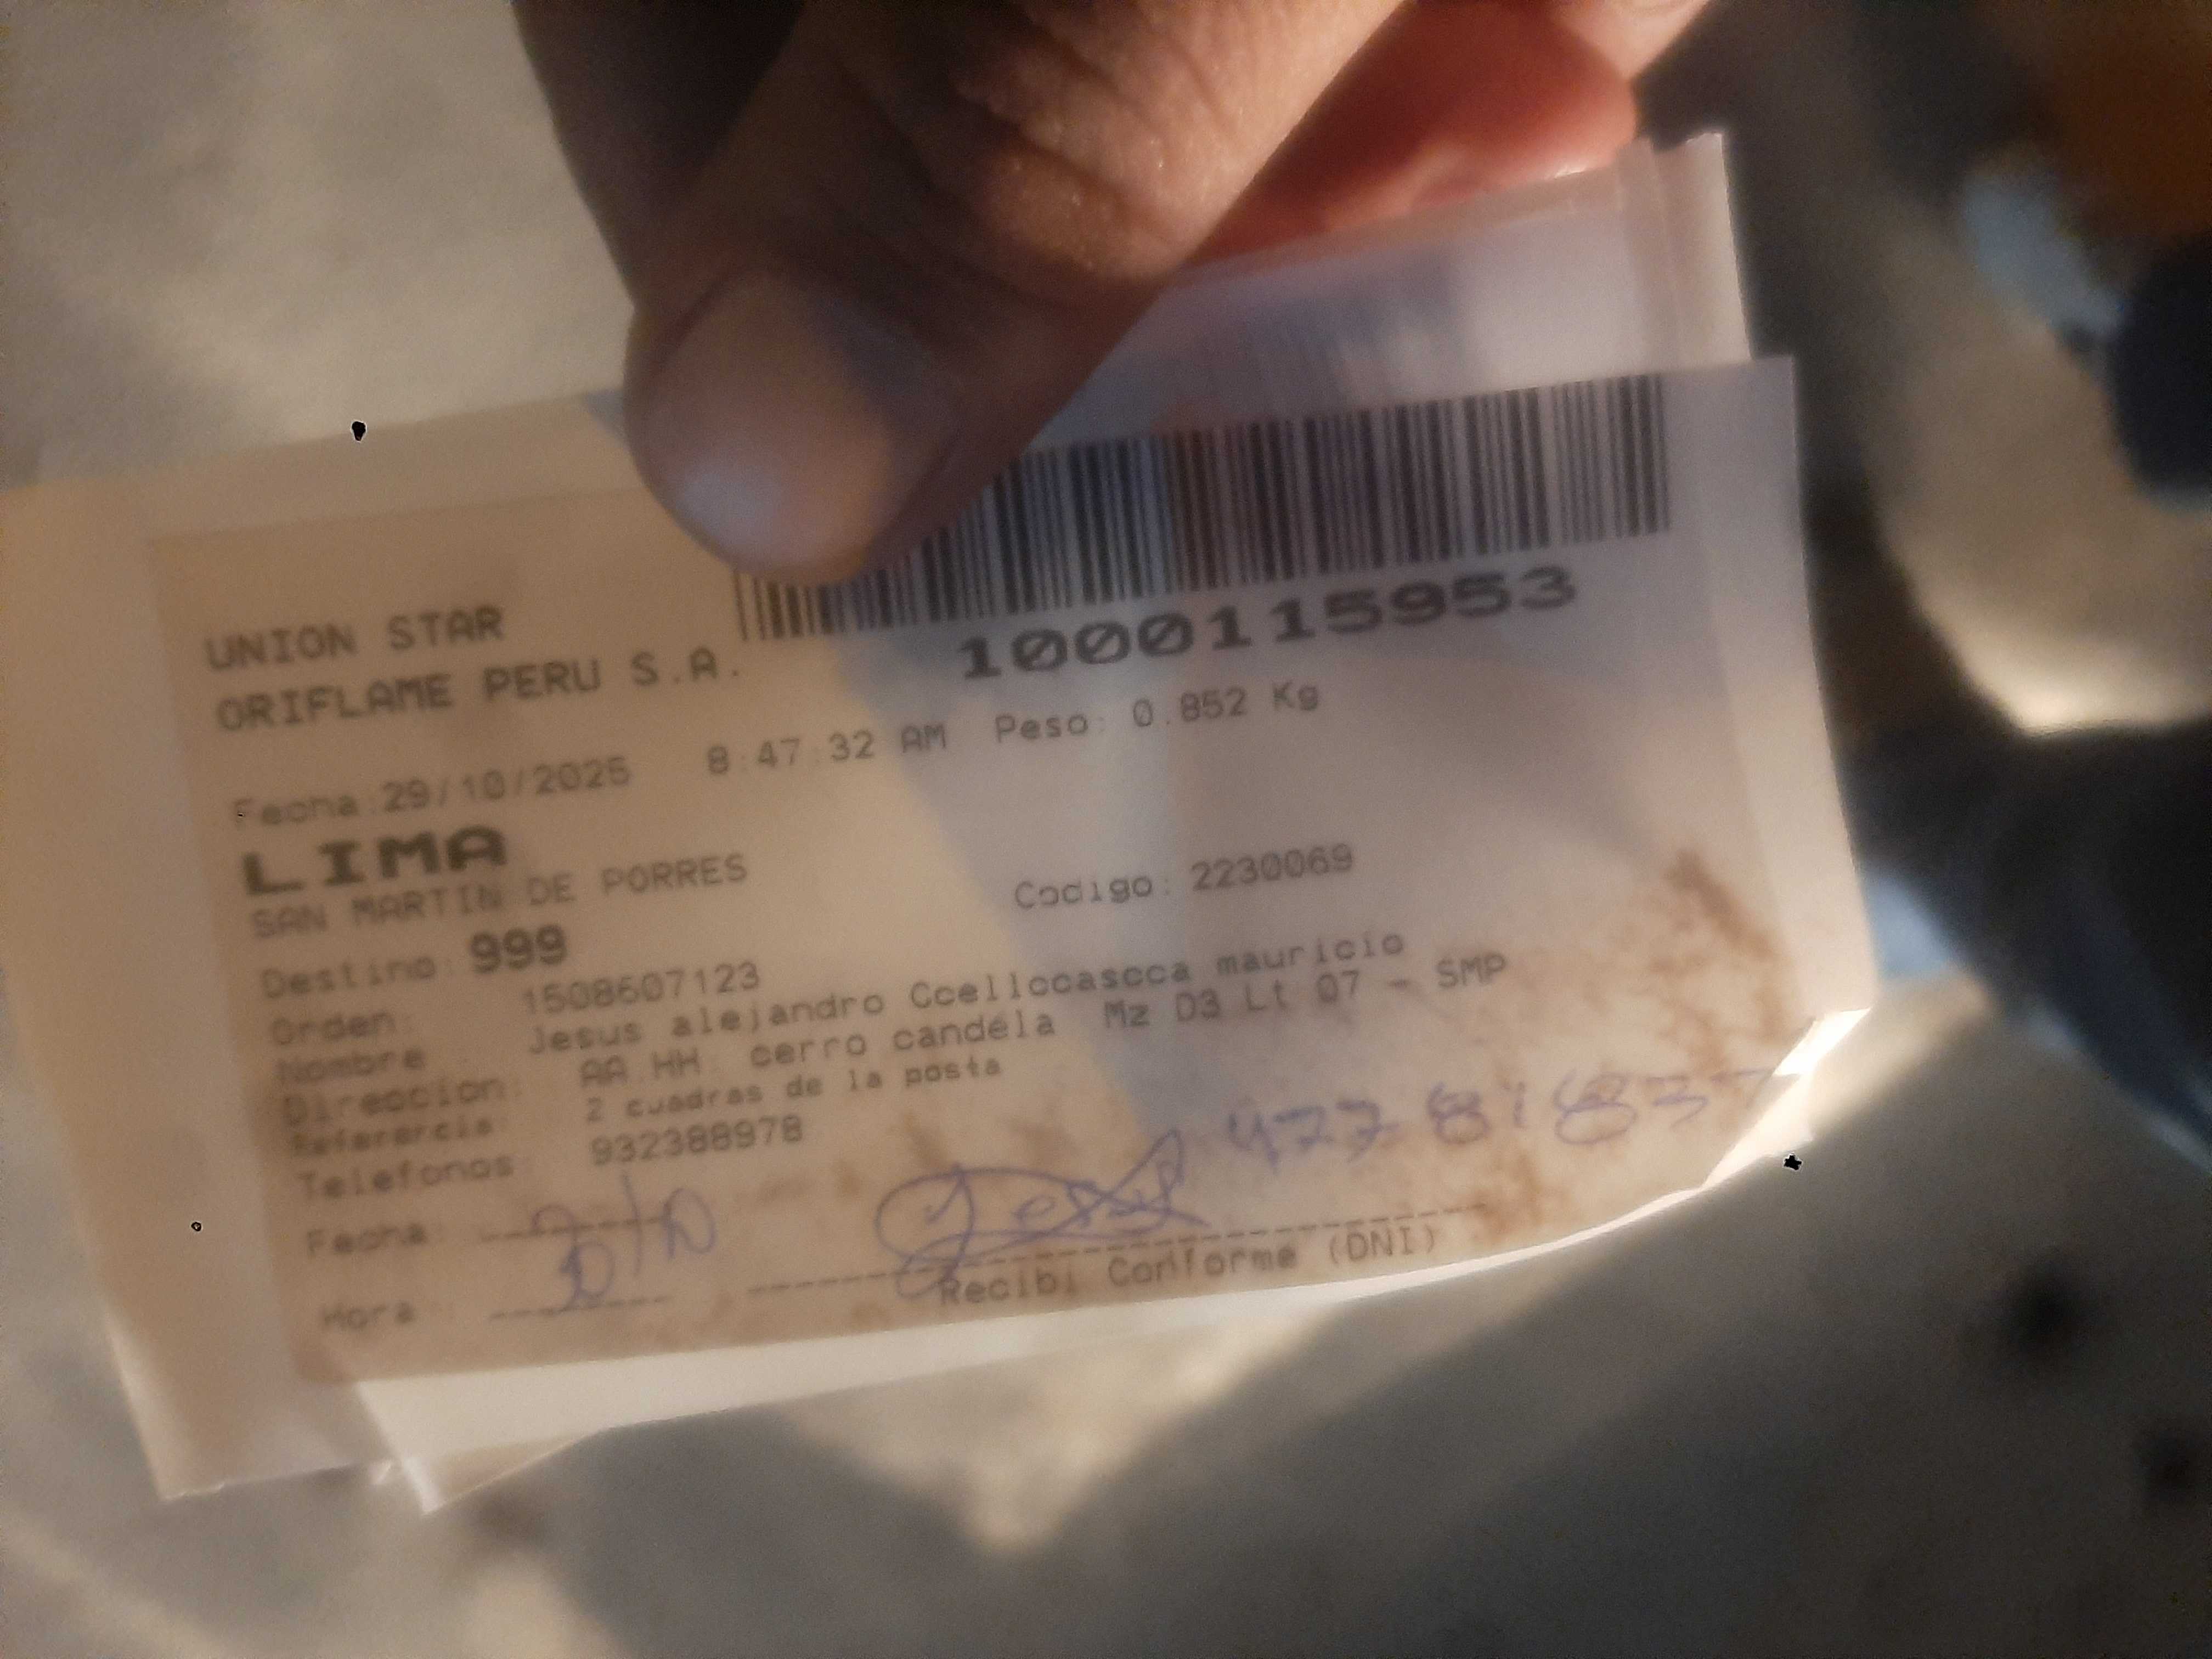 1000115953
UNION STAR
ORIFLAME PERU S.A.
Fecha:29/10/2025 8:47:32 AM Peso: 0.852 Kg
LIMA
SAN MARTIN DE PORRES
Codigo: 2230069
Destino: 999
Orden: 1508607123
Nombre : Jesus alejandro Ccellccascca mauricio
Direccion: AA.HH. cerro candela Mz D3 Lt 07 - SMP
Referencia: 2 cuadras de la posta
Telefonos: 932388978
Fecha:
Hora :
Recibi Conforme (DNI)